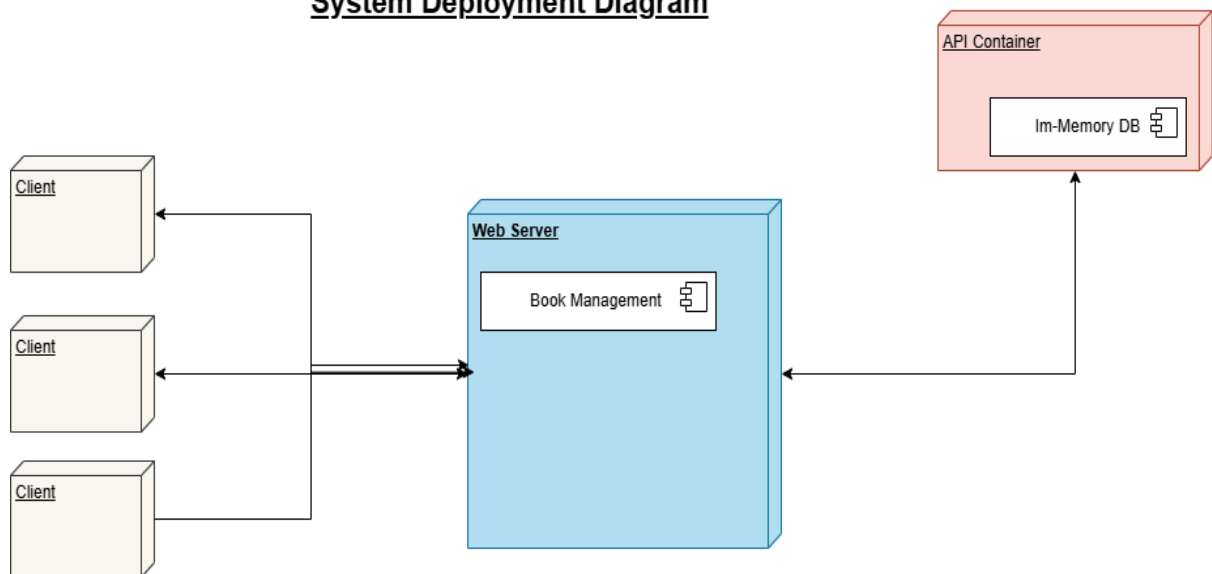 System Deployment Diagram
API Container
Im-Memory DB
Client
Web Server
Book Management
Client
Client